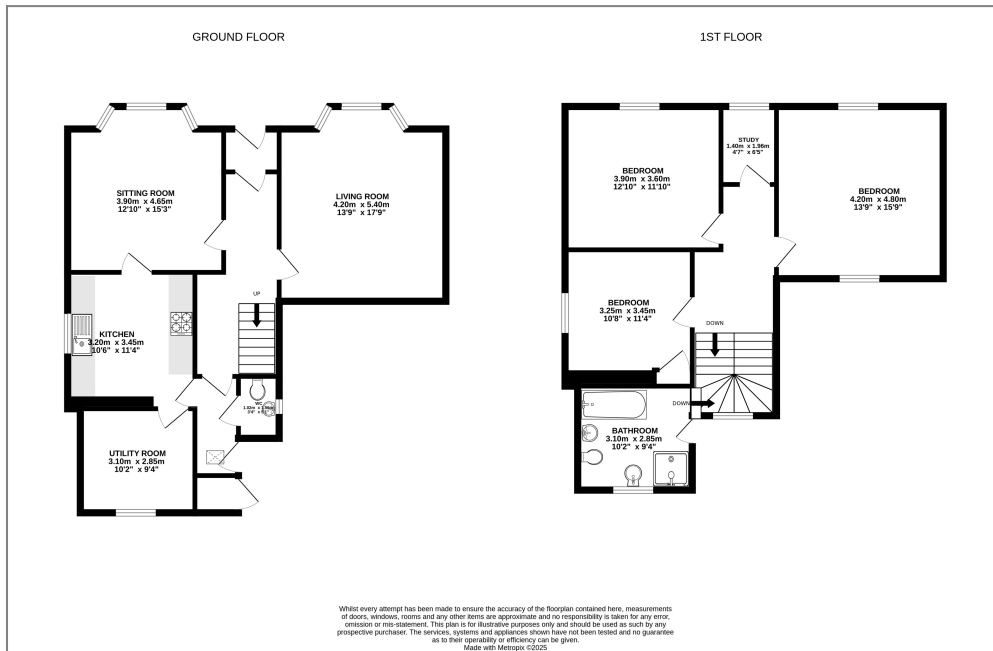 GROUND FLOOR
1ST FLOOR
SITTING ROOM
3.90m x 4.65m
12'10" x 15'3"
LIVING ROOM
4.20m x 5.40m
13'9" x 17'9"
UP
KITCHEN
3.20m x 3.45m
10'6" x 11'4"
WC
UTILITY ROOM
3.10m x 2.85m
10'2" x 9'4"
BEDROOM
3.90m x 3.60m
12'10" x 11'10"
STUDY
1.40m x 1.96m
4'7" x 6'5"
BEDROOM
4.20m x 4.80m
13'9" x 15'9"
BEDROOM
3.25m x 3.45m
10'8" x 11'4"
DOWN
DOWN
BATHROOM
3.10m x 2.85m
10'2" x 9'4"
Whilst every attempt has been made to ensure the accuracy of the floorplan contained here, measurements
of doors, windows, rooms and any other items are approximate and no responsibility is taken for any error,
omission or mis-statement. This plan is for illustrative purposes only and should be used as such by any
prospective purchaser. The services, systems and appliances shown have not been tested and no guarantee
as to their operability or efficiency can be given.
Made with Metropix ©2025